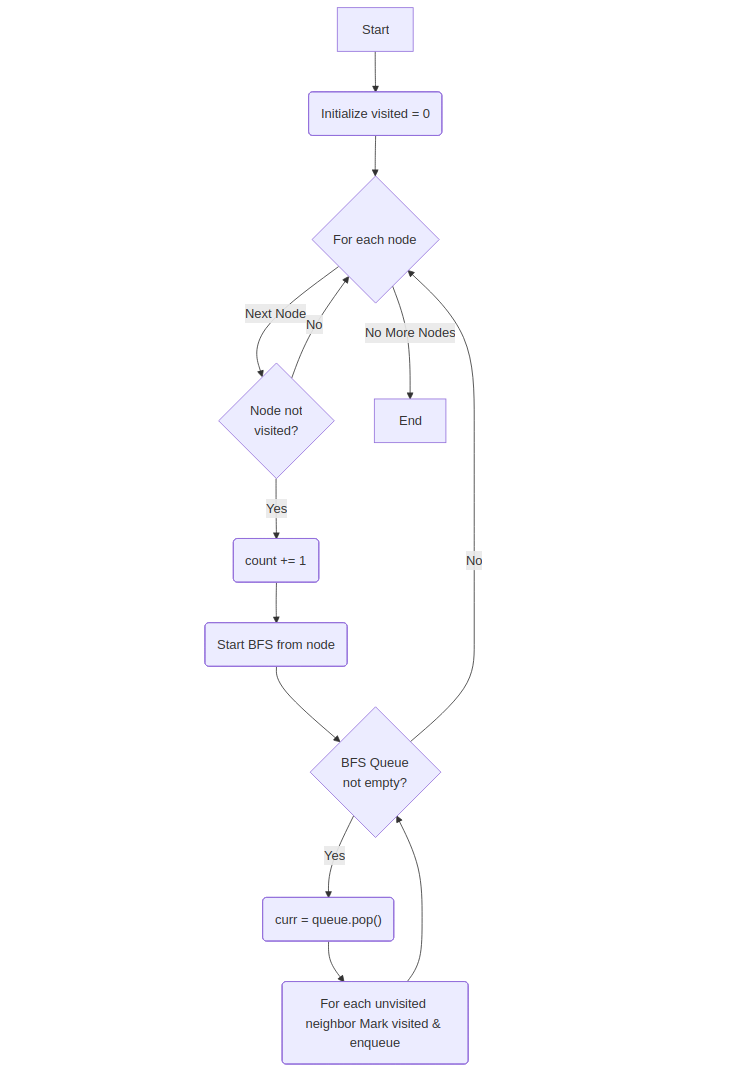 Start
Initialize visited = 0
For each node
Next Node
No
No More Nodes
Node not
visited?
End
Yes
count += 1
No
Start BFS from node
BFS Queue
not empty?
Yes
curr = queue.pop()
For each unvisited
neighbor Mark visited &
enqueue